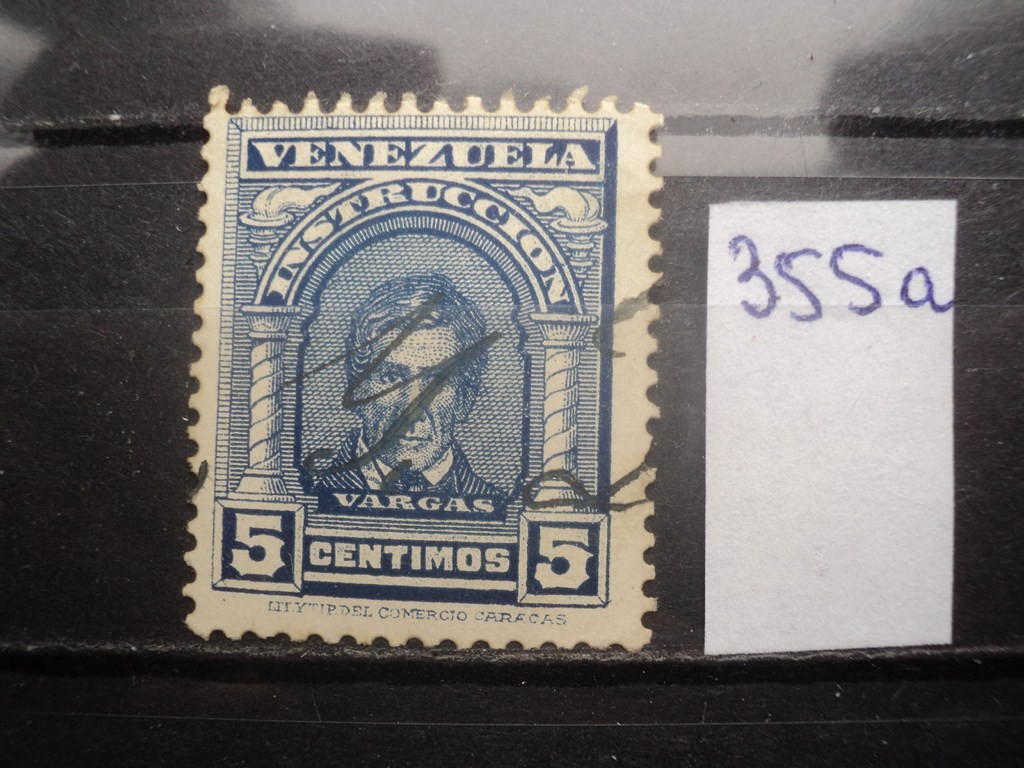 VENEZUELA
INSTRUCCION
VARGAS
5 CENTIMOS 5
LIT. Y TIP. DEL COMERCIO CARACAS
355a